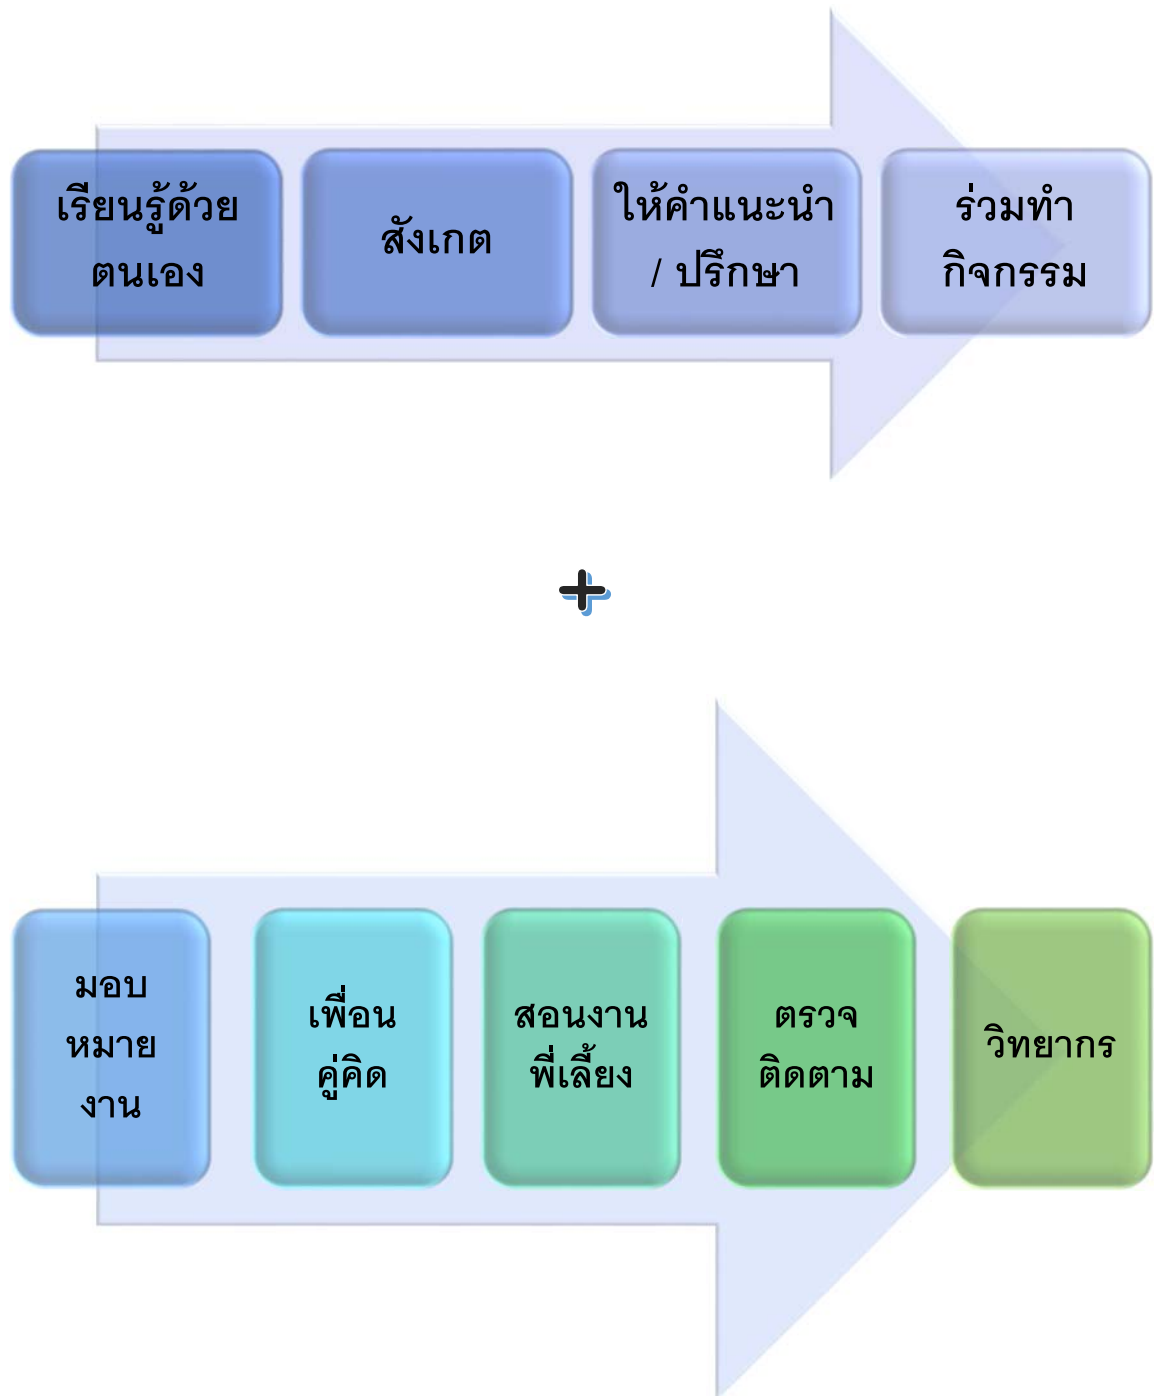 เรียนรู้ด้วย
ตนเอง
สังเกต
ให้คำแนะนำ
/ ปรึกษา
ร่วมทำ
กิจกรรม
+
มอบ
หมาย
งาน
เพื่อน
คู่คิด
สอนงาน
พี่เลี้ยง
ตรวจ
ติดตาม
วิทยากร